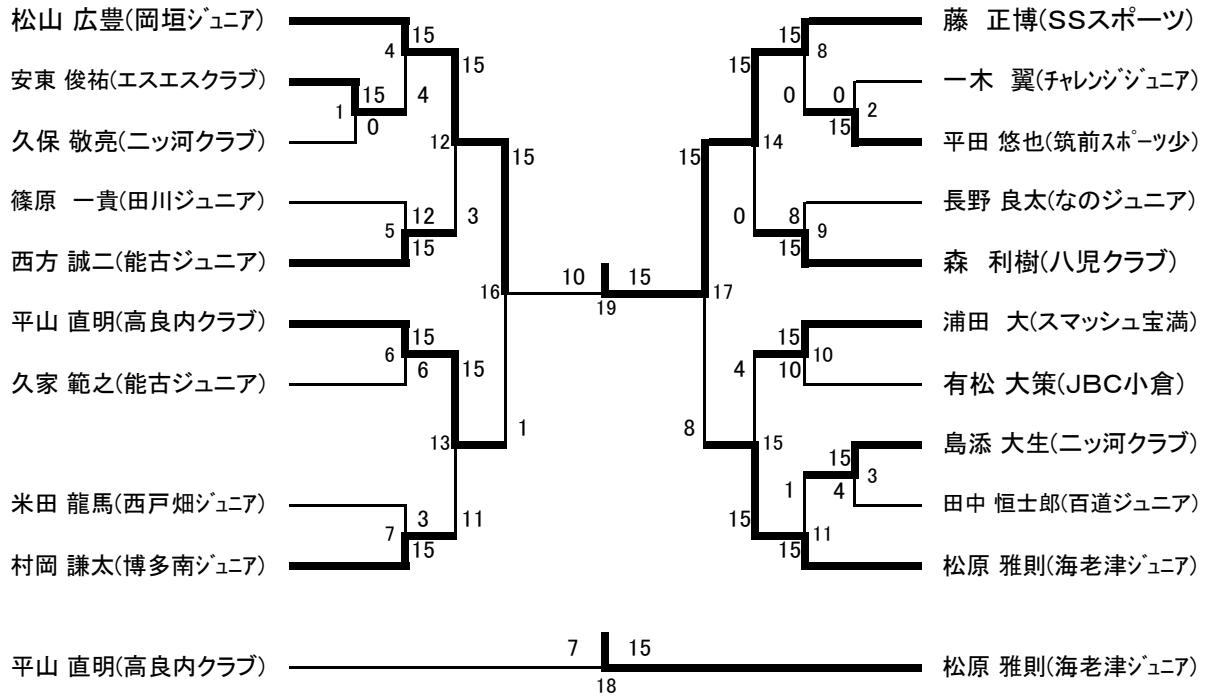 松山 広豊(岡垣ジュニア)
安東 俊祐(エスエスクラブ)
久保 敬亮(二ッ河クラブ)
篠原 一貴(田川ジュニア)
西方 誠二(能古ジュニア)
平山 直明(高良内クラブ)
久家 範之(能古ジュニア)
米田 龍馬(西戸畑ジュニア)
村岡 謙太(博多南ジュニア)
15
4
15
15
4
1
0
12
15
12
3
5
15
16
15
6
6
15
13
1
3
11
7
15
10
15
19
藤 正博(SSスポーツ)
一木 翼(チャレンジジュニア)
平田 悠也(筑前スポーツ少)
長野 良太(なのジュニア)
森 利樹(八児クラブ)
浦田 大(スマッシュ宝満)
有松 大策(JBC小倉)
島添 大生(二ッ河クラブ)
田中 恒士郎(百道ジュニア)
松原 雅則(海老津ジュニア)
15
8
15
0
0
2
15
15
14
0
8
9
15
17
15
10
4
10
8
15
15
3
1
4
15
11
15
平山 直明(高良内クラブ)
7
15
18
松原 雅則(海老津ジュニア)